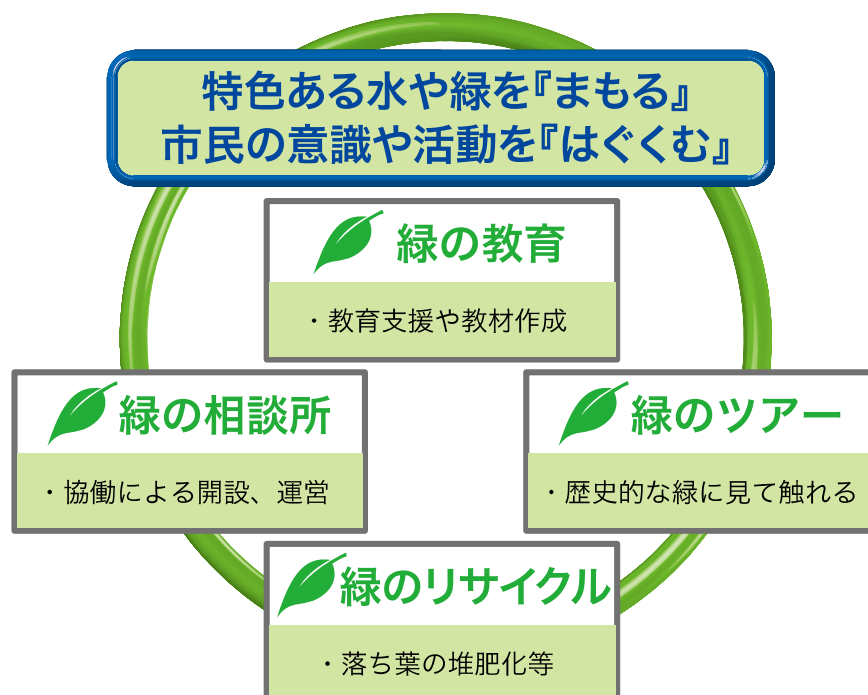 特色ある水や緑を『まもる』
市民の意識や活動を『はぐくむ』
緑の教育
・教育支援や教材作成
緑の相談所
・協働による開設、運営
緑のツアー
・歴史的な緑に見て触れる
緑のリサイクル
・落ち葉の堆肥化等